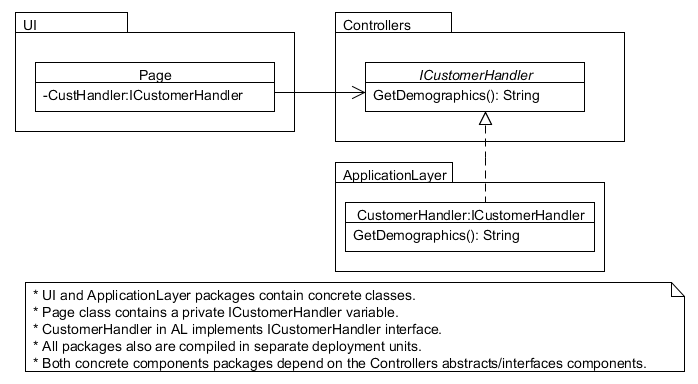 UI
Controllers
Page
-CustHandler:ICustomerHandler
ICustomerHandler
GetDemographics(): String
ApplicationLayer
CustomerHandler:ICustomerHandler
GetDemographics(): String
* UI and ApplicationLayer packages contain concrete classes.
* Page class contains a private ICustomerHandler variable.
* CustomerHandler in AL implements ICustomerHandler interface.
* All packages also are compiled in separate deployment units.
* Both concrete components packages depend on the Controllers abstracts/interfaces components.